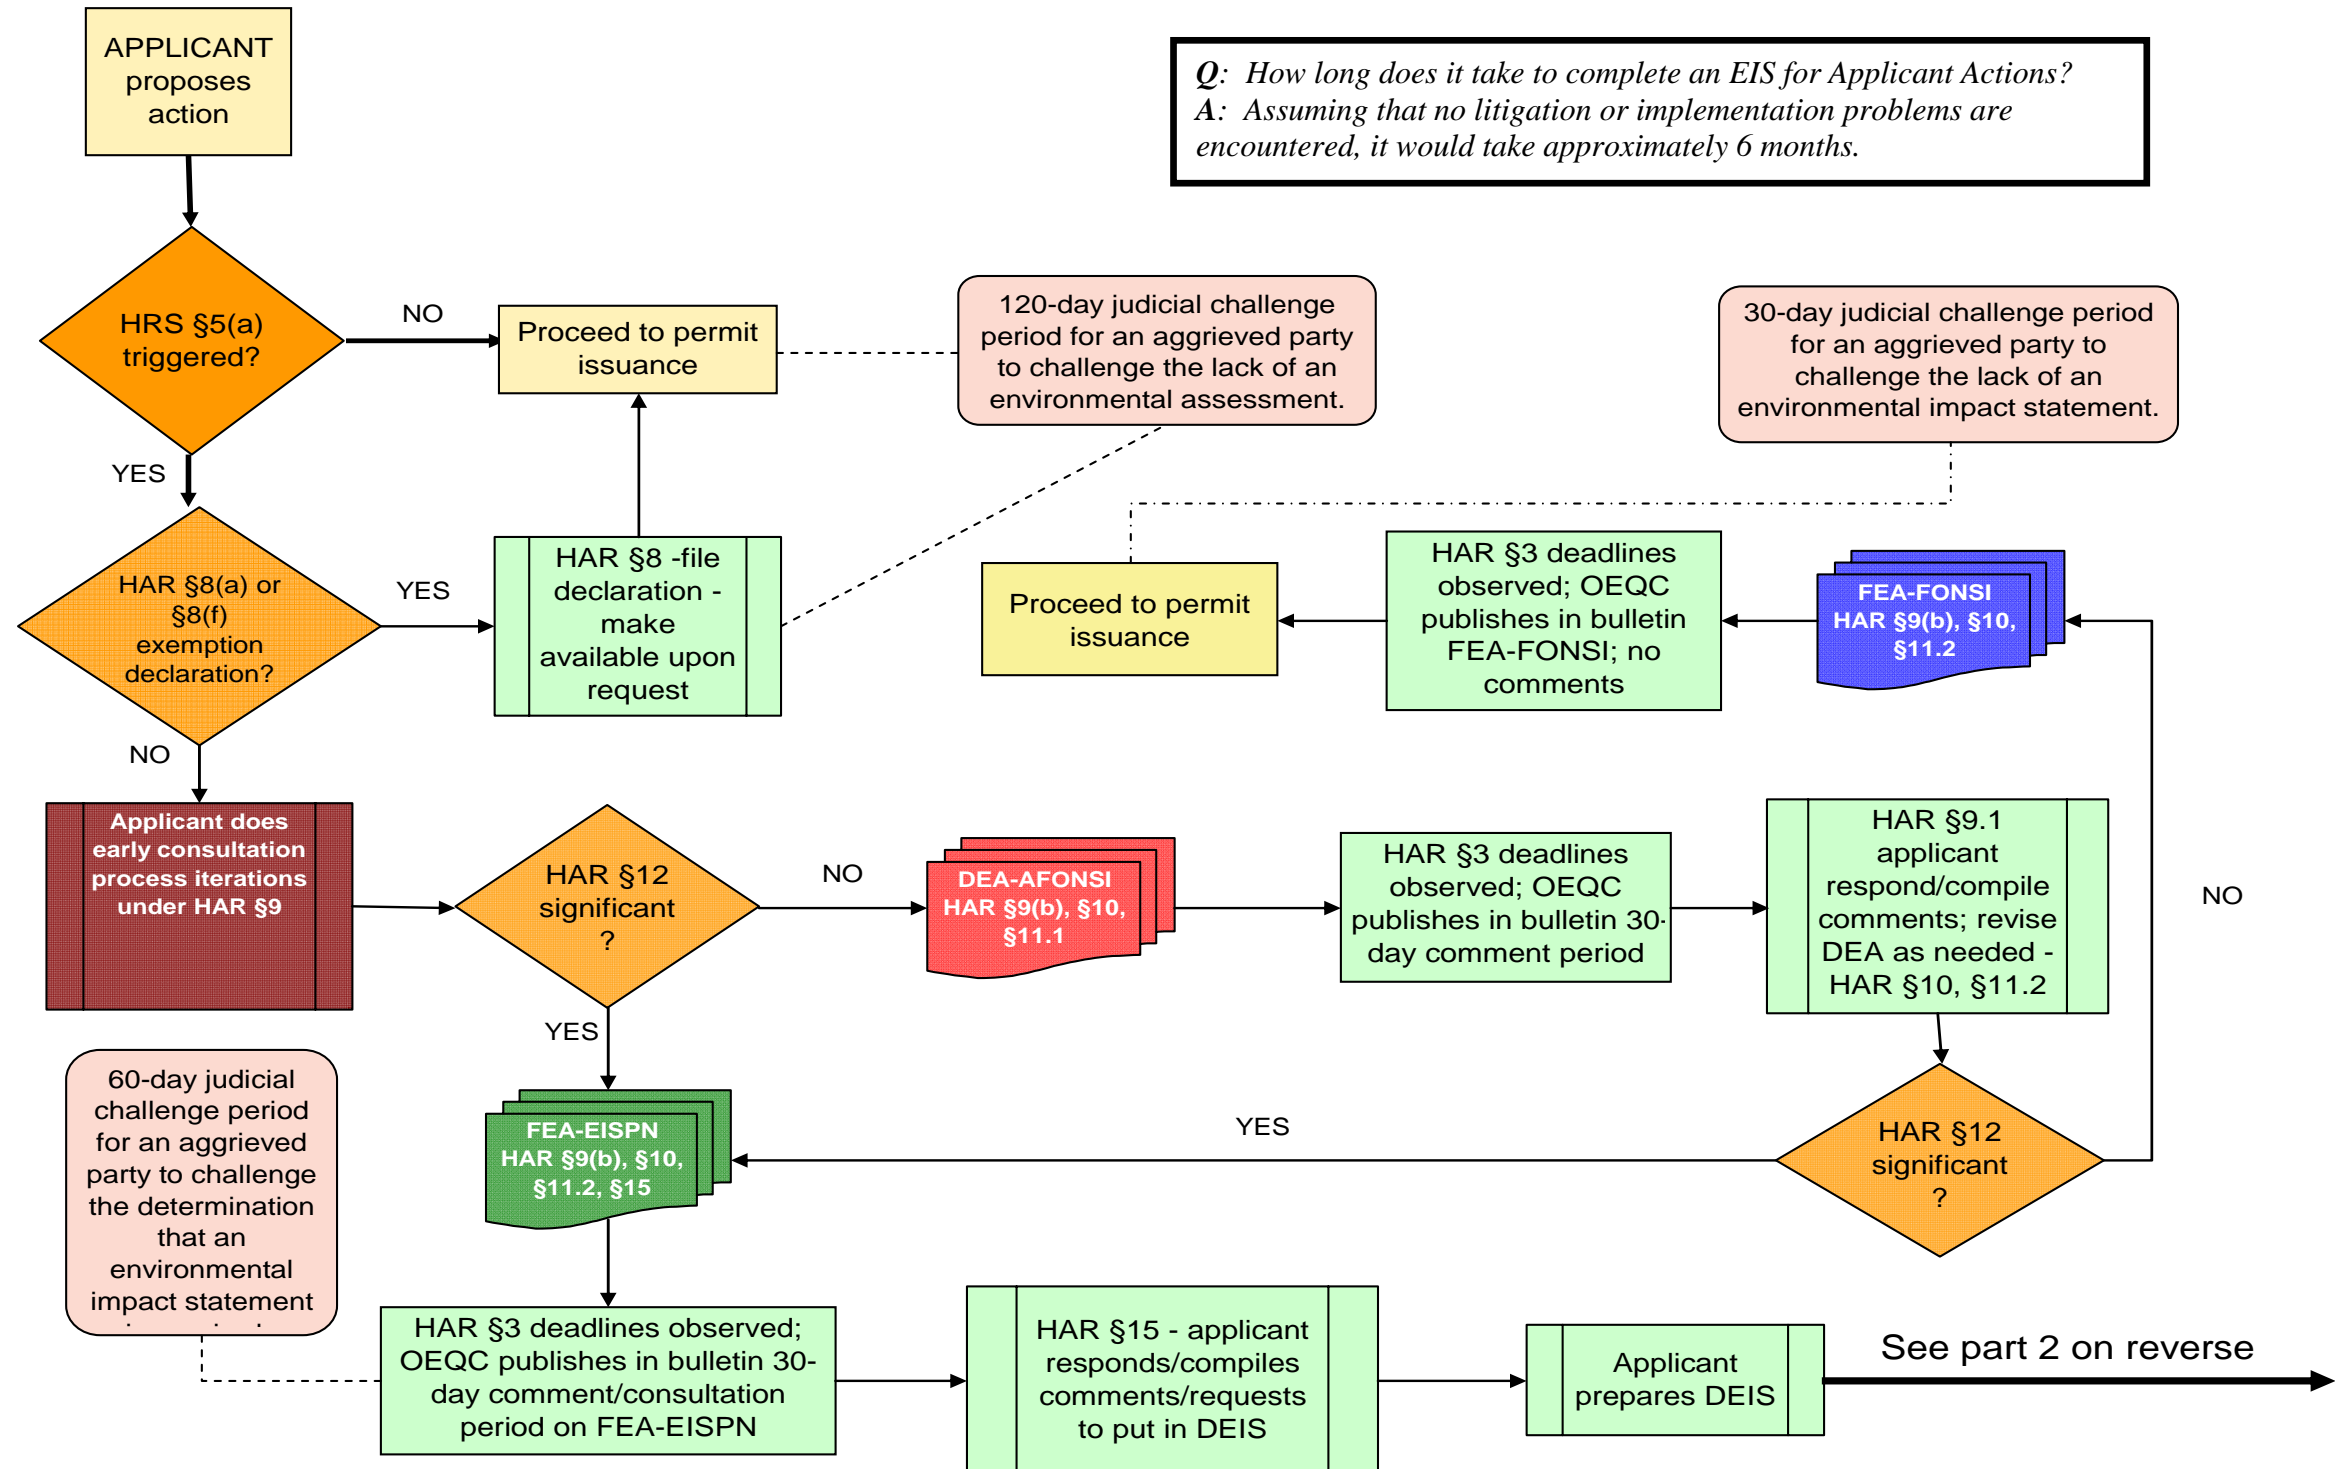 APPLICANT
proposes
action
Q: How long does it take to complete an EIS for Applicant Actions?
A: Assuming that no litigation or implementation problems are
encountered, it would take approximately 6 months.
HRS §5(a)
triggered?
NO
Proceed to permit
issuance
120-day judicial challenge
period for an aggrieved party
to challenge the lack of an
environmental assessment.
30-day judicial challenge period
for an aggrieved party to
challenge the lack of an
environmental impact statement.
YES
HAR §8(a) or
§8(f)
exemption
declaration?
YES
HAR §8 -file
declaration -
make
available upon
request
Proceed to permit
issuance
HAR §3 deadlines
observed; OEQC
publishes in bulletin
FEA-FONSI; no
comments
FEA-FONSI
HAR §9(b), §10,
§11.2
NO
Applicant does
early consultation
process iterations
under HAR §9
HAR §12
significant
?
NO
DEA-AFONSI
HAR §9(b), §10,
§11.1
HAR §3 deadlines
observed; OEQC
publishes in bulletin 30-
day comment period
HAR §9.1
applicant
respond/compile
comments; revise
DEA as needed -
HAR §10, §11.2
NO
YES
60-day judicial
challenge period
for an aggrieved
party to challenge
the determination
that an
environmental
impact statement
FEA-EISPN
HAR §9(b), §10,
§11.2, §15
YES
HAR §12
significant
?
HAR §3 deadlines observed;
OEQC publishes in bulletin 30-
day comment/consultation
period on FEA-EISPN
HAR §15 - applicant
responds/compiles
comments/requests
to put in DEIS
Applicant
prepares DEIS
See part 2 on reverse